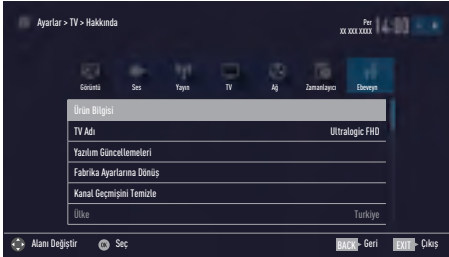 Ayarlar > TV > Hakkında
Per
XX XXX XXXX
14:00
Görüntü Ses Yayın TV Ağ Zamanlayıcı Ebeveyn
Ürün Bilgisi
TV Adı Ultralogic FHD
Yazılım Güncellemeleri
Fabrika Ayarlarına Dönüş
Kanal Geçmişini Temizle
Ülke Turkiye
Alanı Değiştir OK Seç BACK Geri EXIT Çıkış